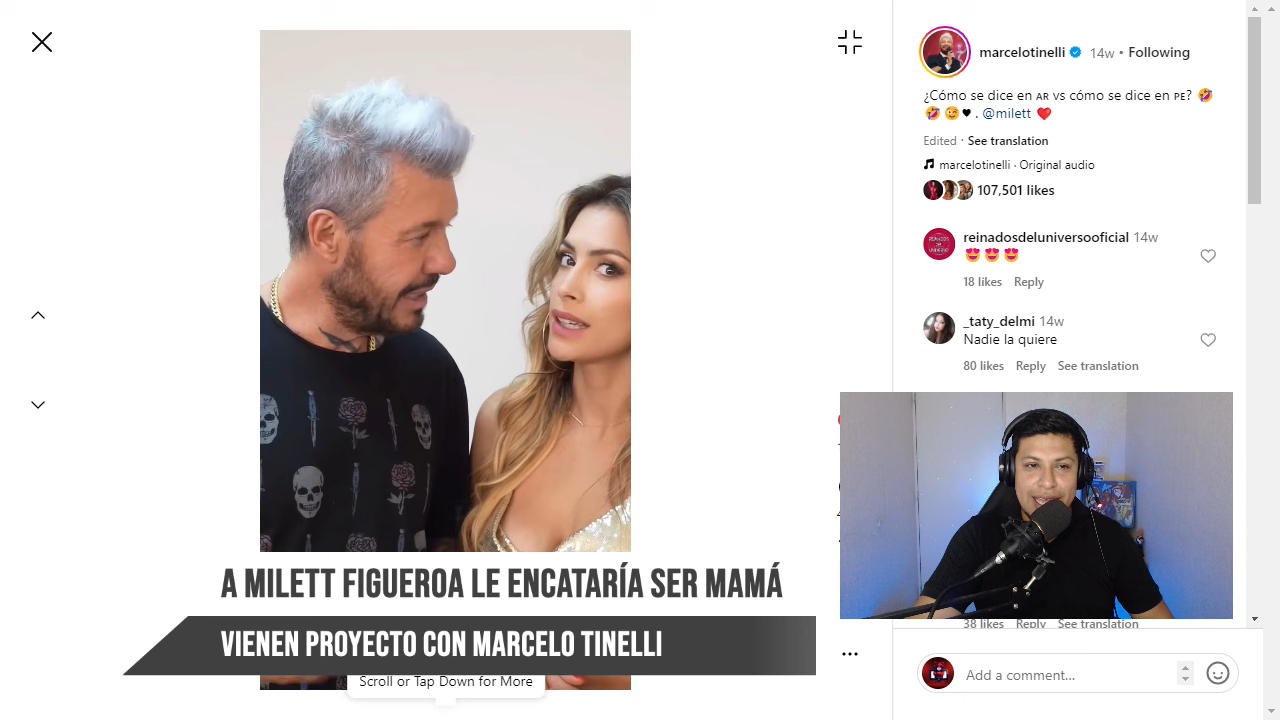 marcelotinelli 14w • Following
¿Cómo se dice en AR vs cómo se dice en PE? 🤣
🤣 😉 ♥ . @milett ❤️
Edited · See translation
marcelotinelli · Original audio
107,501 likes
reinadosdeluniversooficial 14w
😍 😍 😍
18 likes Reply
_taty_delmi 14w
Nadie la quiere
80 likes Reply See translation
A MILETT FIGUEROA LE ENCATARÍA SER MAMÁ
VIENEN PROYECTO CON MARCELO TINELLI
38 likes Reply See translation
Scroll or Tap Down for More
Add a comment...